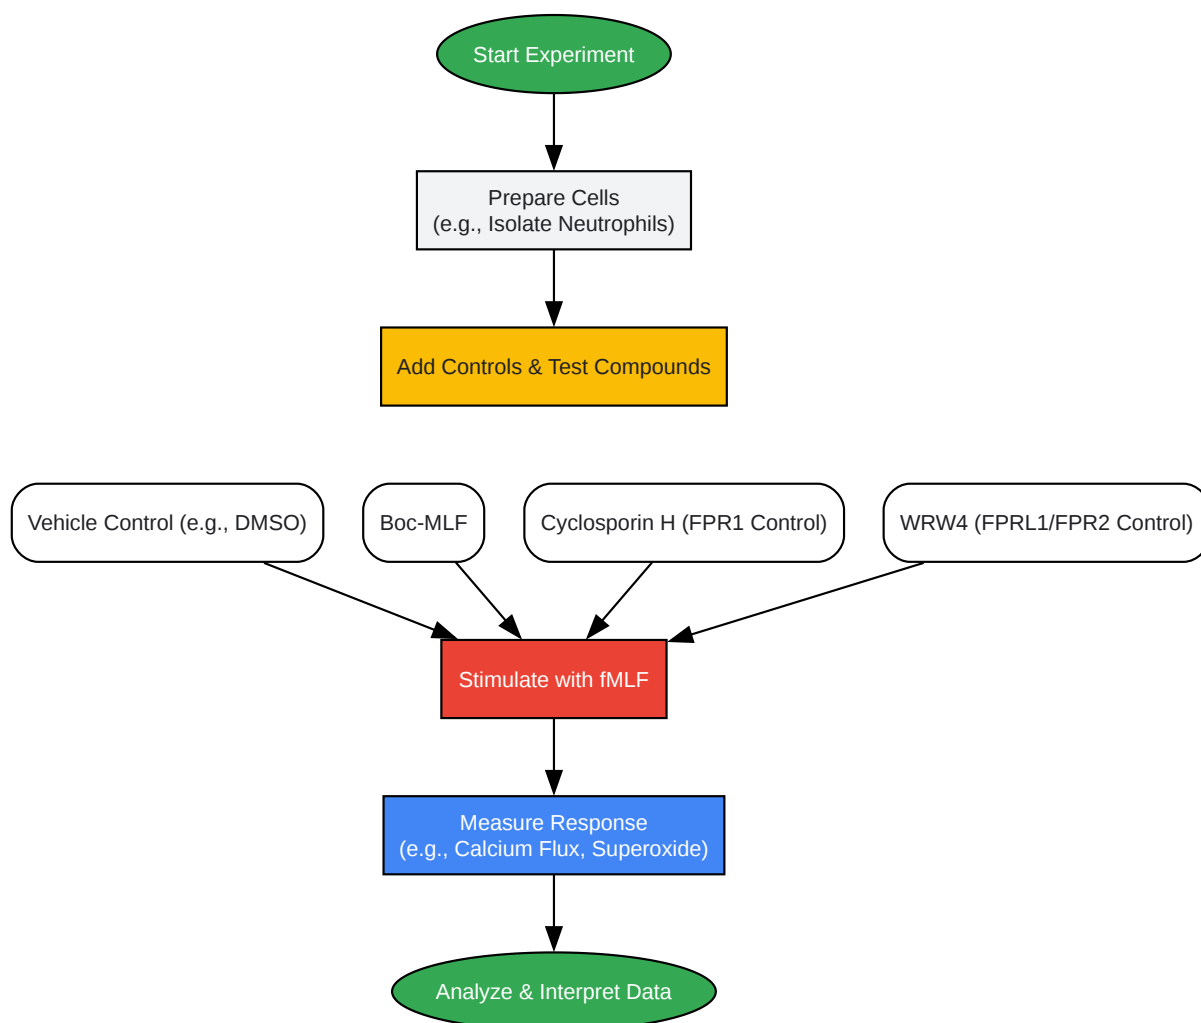 Start Experiment
Prepare Cells
(e.g., Isolate Neutrophils)
Add Controls & Test Compounds
Vehicle Control (e.g., DMSO)
Boc-MLF
Cyclosporin H (FPR1 Control)
WRW4 (FPRL1/FPR2 Control)
Stimulate with fMLF
Measure Response
(e.g., Calcium Flux, Superoxide)
Analyze & Interpret Data